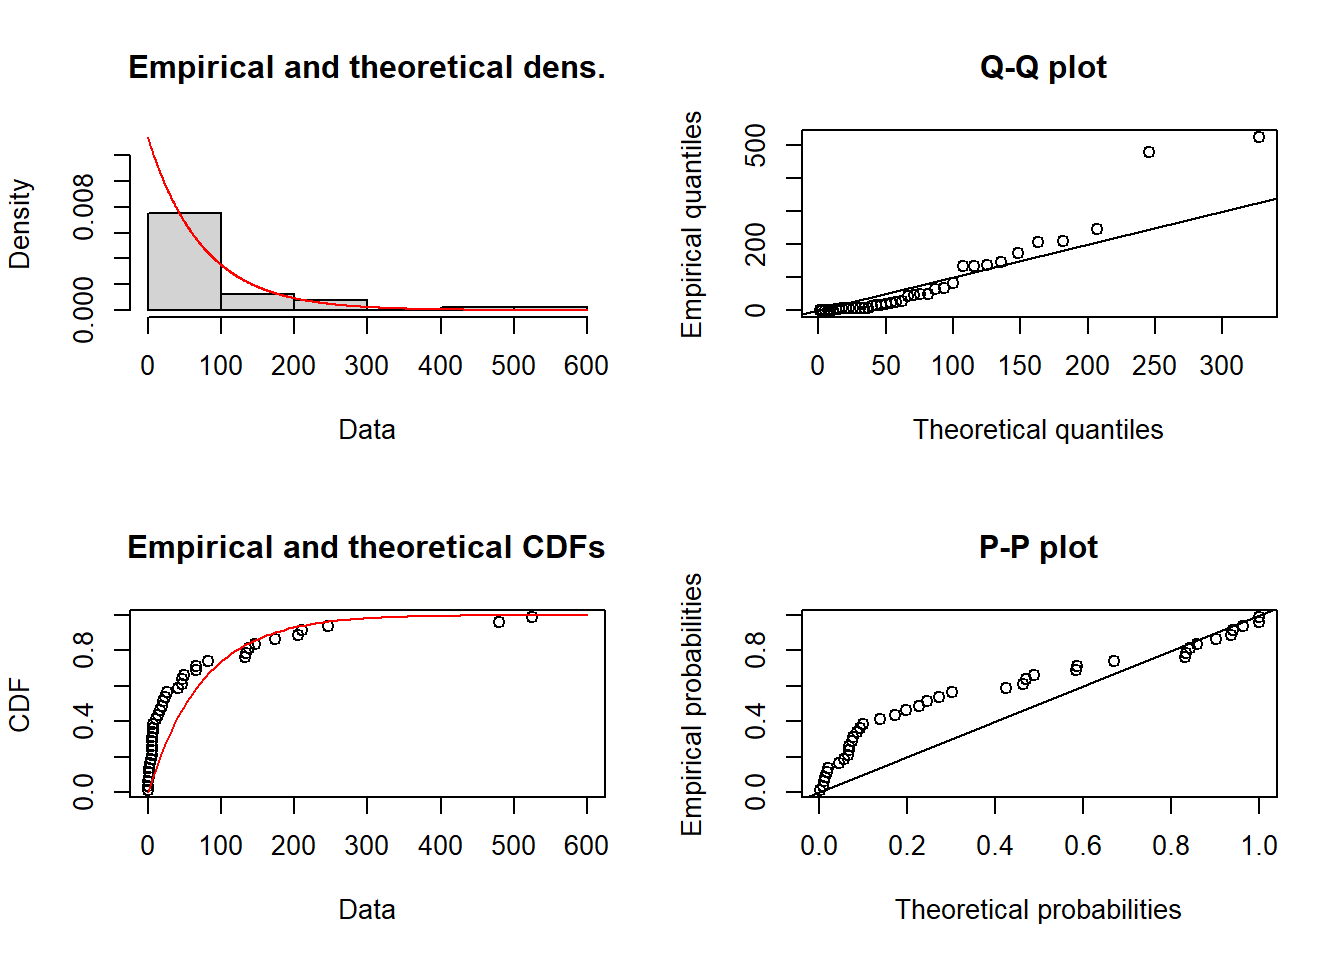 Empirical and theoretical dens.
Density
0.000
0.008
0 100 200 300 400 500 600
Data
Q-Q plot
Empirical quantiles
0
200
500
0 50 100 150 200 250 300
Theoretical quantiles
Empirical and theoretical CDFs
CDF
0.0
0.4
0.8
0 100 200 300 400 500 600
Data
P-P plot
Empirical probabilities
0.0
0.4
0.8
0.0 0.2 0.4 0.6 0.8 1.0
Theoretical probabilities